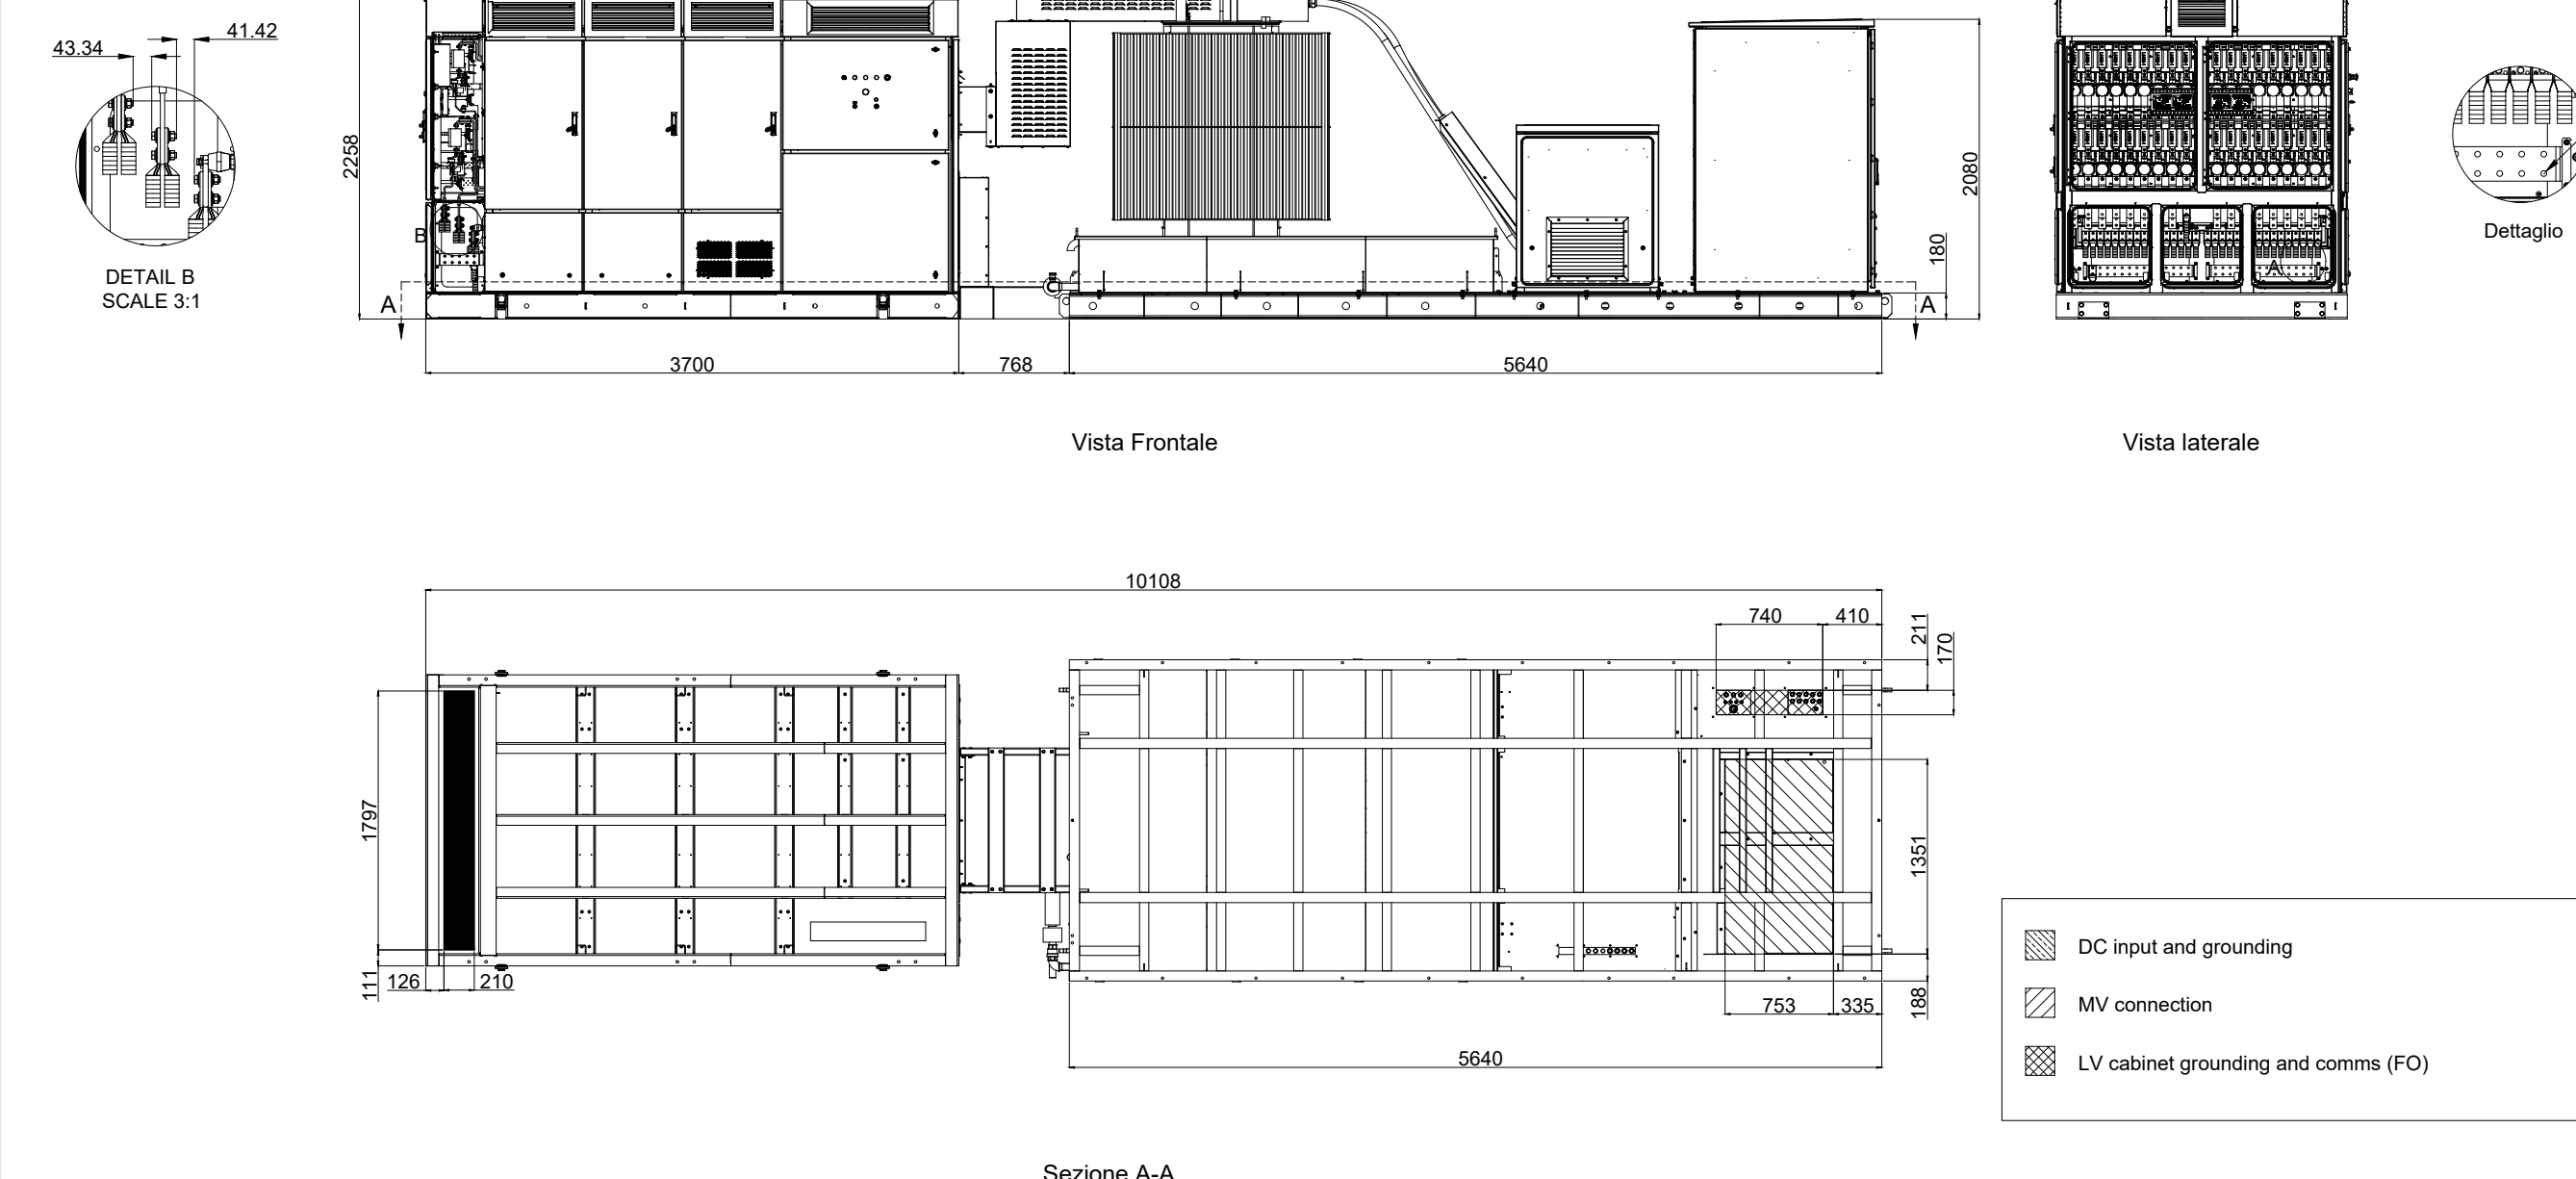 41.42
43.34
2258
2080
180
B
A
Dettaglio
DETAIL B
SCALE 3:1
A
A
3700
768
5640
Vista Frontale
Vista laterale
10108
740
410
211
170
1797
1351
111
126
210
753
335
188
5640
DC input and grounding
MV connection
LV cabinet grounding and comms (FO)
Sezione A-A